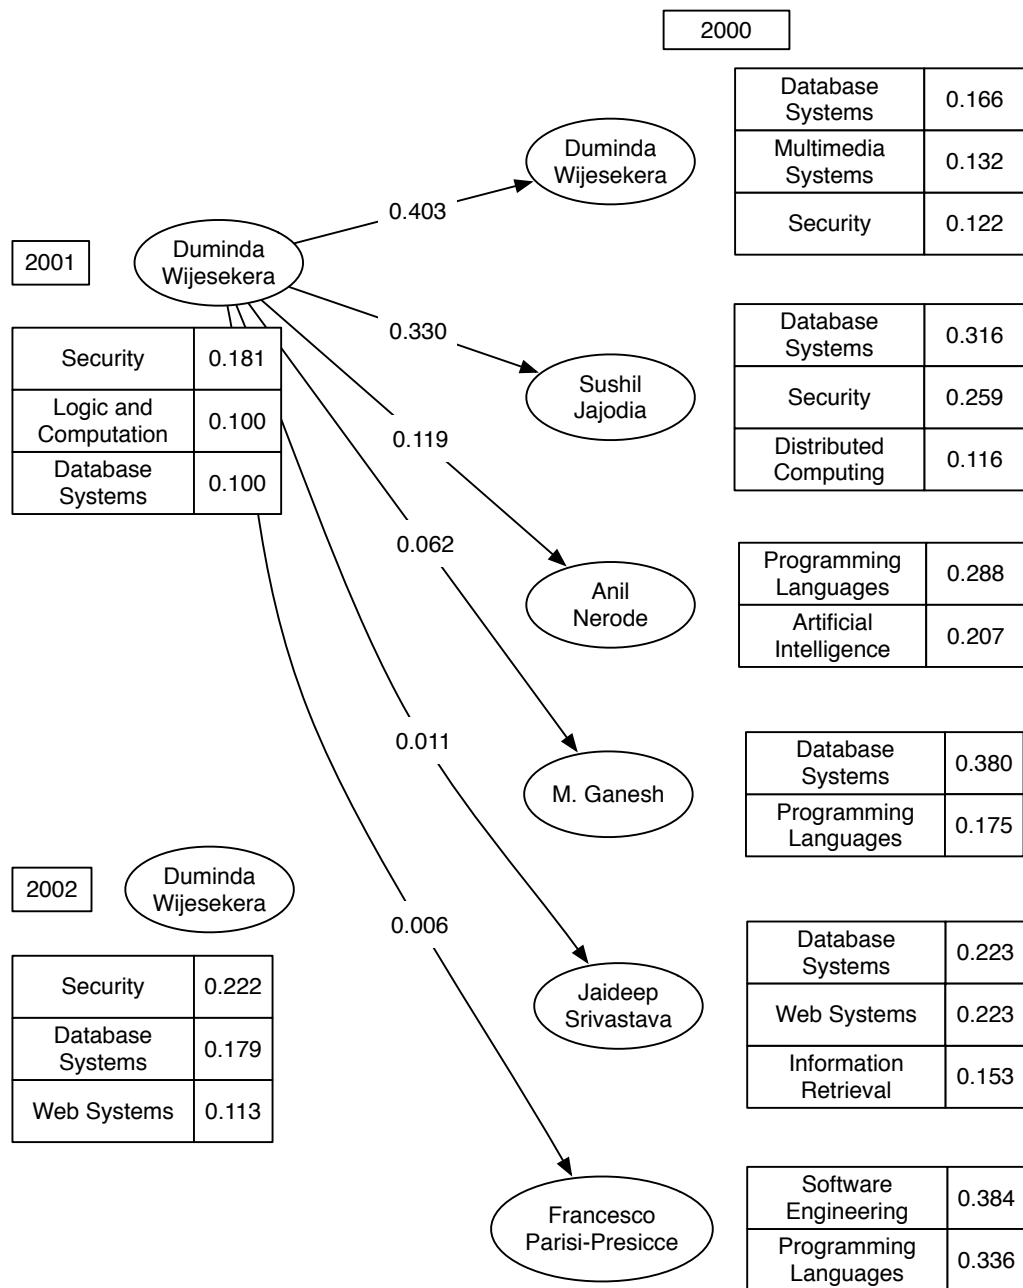 2000
Duminda
Wijesekera
Database
Systems
0.166
Multimedia
Systems
0.132
Security
0.122
0.403
2001
Duminda
Wijesekera
Security
0.181
Logic and
Computation
0.100
Database
Systems
0.100
0.330
Sushil
Jajodia
Database
Systems
0.316
Security
0.259
Distributed
Computing
0.116
0.119
Anil
Nerode
Programming
Languages
0.288
Artificial
Intelligence
0.207
0.062
M. Ganesh
Database
Systems
0.380
Programming
Languages
0.175
0.011
Jaideep
Srivastava
Database
Systems
0.223
Web Systems
0.223
Information
Retrieval
0.153
0.006
Francesco
Parisi-Presicce
Software
Engineering
0.384
Programming
Languages
0.336
2002
Duminda
Wijesekera
Security
0.222
Database
Systems
0.179
Web Systems
0.113